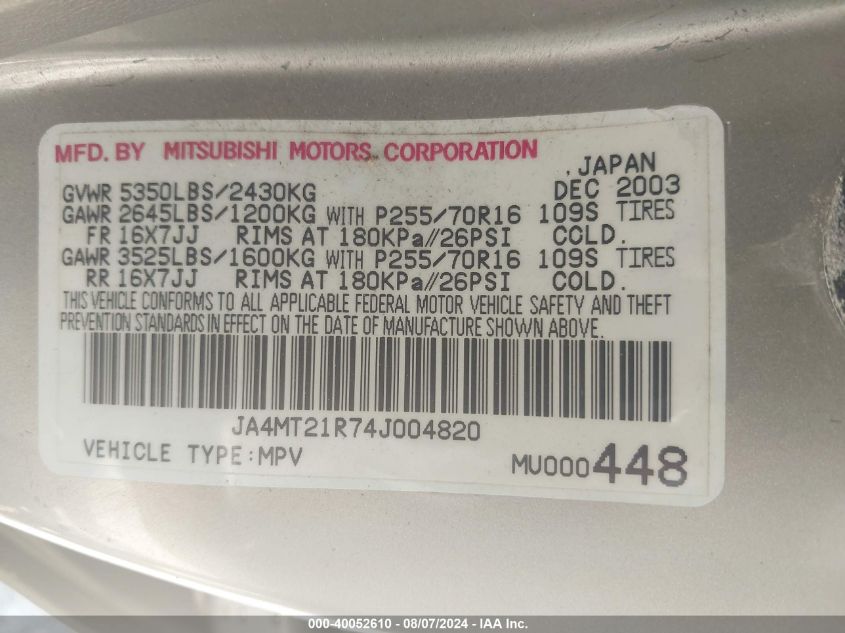 MFD. BY MITSUBISHI MOTORS CORPORATION
, JAPAN
GVWR 5350LBS/2430KG DEC 2003
GAWR 2645LBS/1200KG WITH P255/70R16 109S TIRES
FR 16X7JJ RIMS AT 180KPa//26PSI COLD.
GAWR 3525LBS/1600KG WITH P255/70R16 109S TIRES
RR 16X7JJ RIMS AT 180KPa//26PSI COLD.
THIS VEHICLE CONFORMS TO ALL APPLICABLE FEDERAL MOTOR VEHICLE SAFETY AND THEFT
PREVENTION STANDARDS IN EFFECT ON THE DATE OF MANUFACTURE SHOWN ABOVE.
JA4MT21R74J004820
VEHICLE TYPE:MPV MU000448
000-40052610 - 08/07/2024 - IAA Inc.